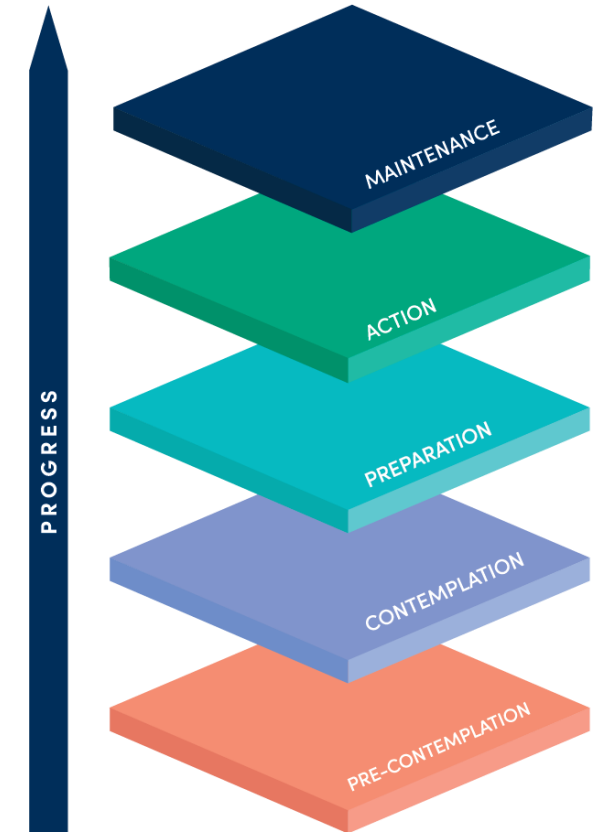 PROGRESS
MAINTENANCE
ACTION
PREPARATION
CONTEMPLATION
PRE-CONTEMPLATION